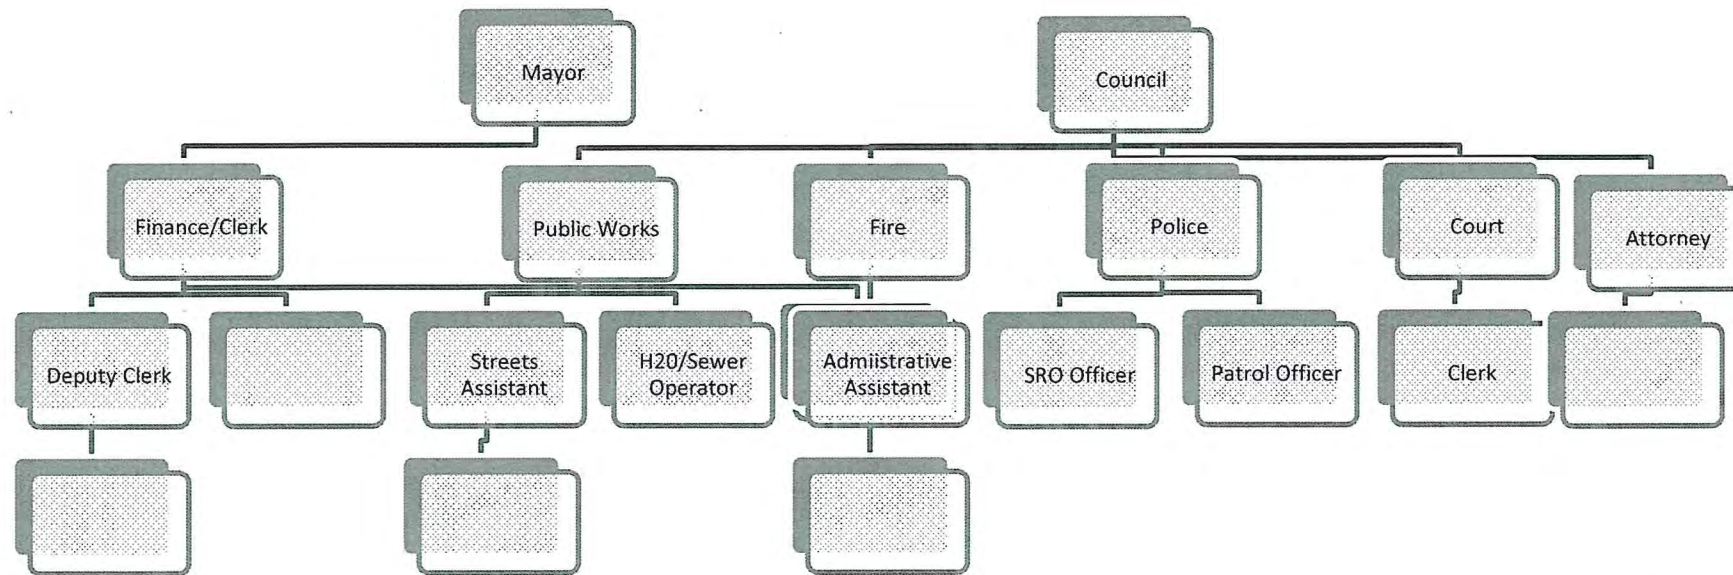 Mayor
Council
Finance/Clerk
Public Works
Fire
Police
Court
Attorney
Deputy Clerk
Streets
Assistant
H20/Sewer
Operator
Admiistrative
Assistant
SRO Officer
Patrol Officer
Clerk